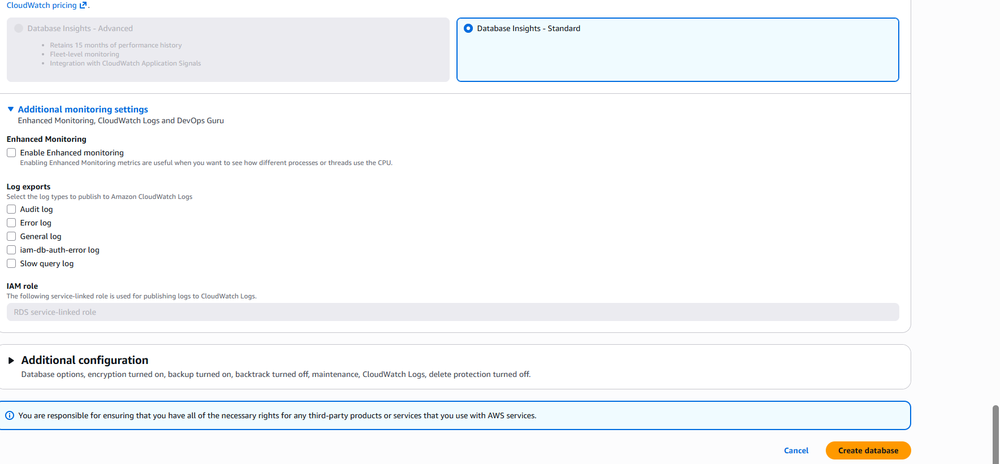 CloudWatch pricing .
Database Insights - Advanced
Retains 15 months of performance history
Fleet-level monitoring
Integration with CloudWatch Application Signals
Database Insights - Standard
Additional monitoring settings
Enhanced Monitoring, CloudWatch Logs and DevOps Guru
Enhanced Monitoring
Enable Enhanced monitoring
Enabling Enhanced Monitoring metrics are useful when you want to see how different processes or threads use the CPU.
Log exports
Select the log types to publish to Amazon CloudWatch Logs
Audit log
Error log
General log
iam-db-auth-error log
Slow query log
IAM role
The following service-linked role is used for publishing logs to CloudWatch Logs.
RDS service-linked role
Additional configuration
Database options, encryption turned on, backup turned on, backtrack turned off, maintenance, CloudWatch Logs, delete protection turned off.
You are responsible for ensuring that you have all of the necessary rights for any third-party products or services that you use with AWS services.
Cancel
Create database